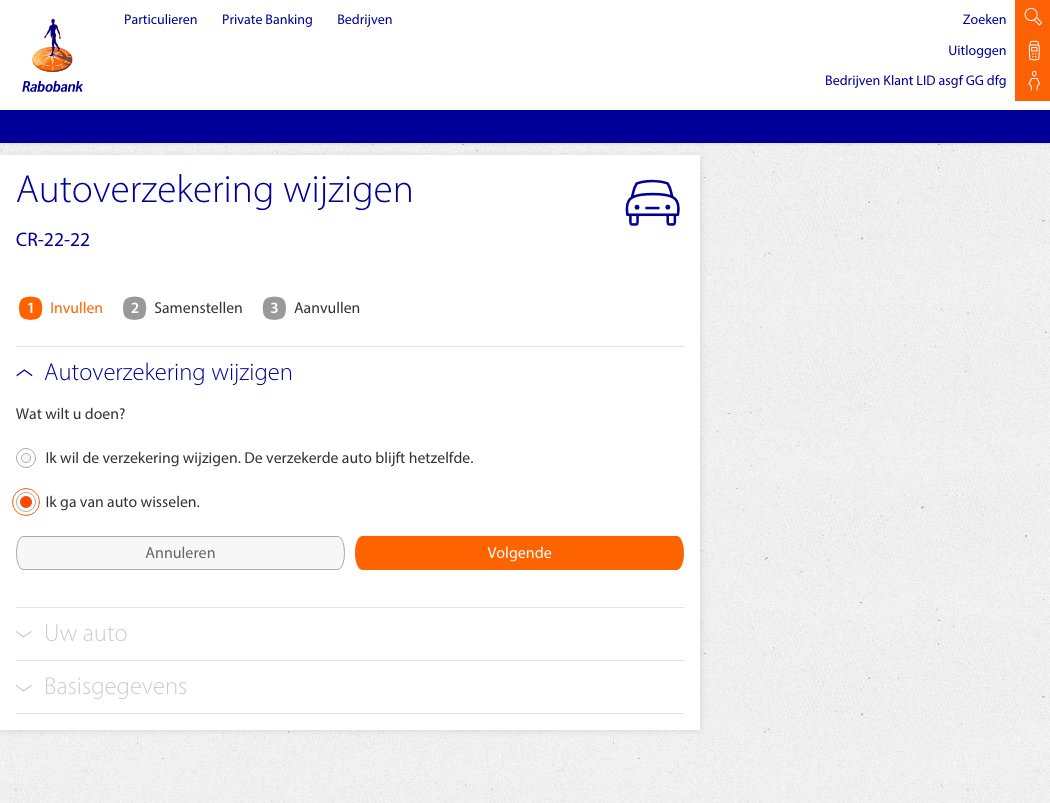 Particulieren Private Banking Bedrijven
Zoeken
Uitloggen
Bedrijven Klant LID asgf GG dfg
Rabobank
Autoverzekering wijzigen
CR-22-22
1 Invullen 2 Samenstellen 3 Aanvullen
Autoverzekering wijzigen
Wat wilt u doen?
Ik wil de verzekering wijzigen. De verzekerde auto blijft hetzelfde.
Ik ga van auto wisselen.
Annuleren Volgende
Uw auto
Basisgegevens